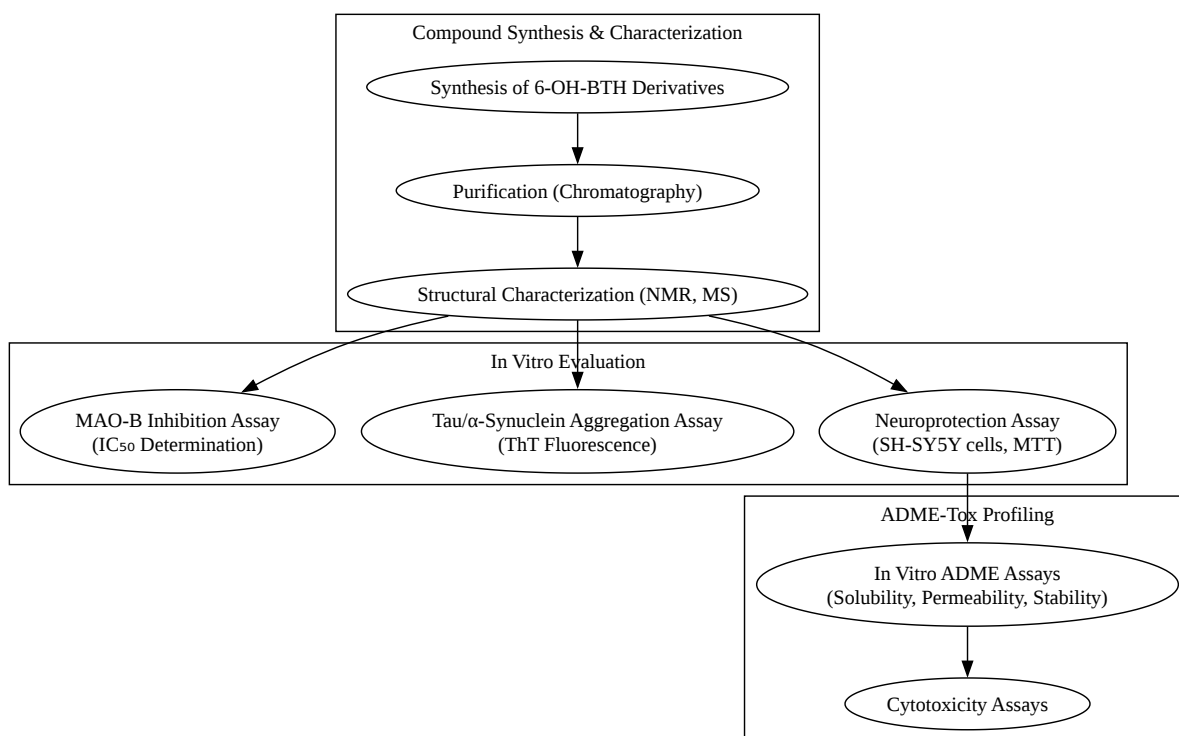 Compound Synthesis & Characterization
Synthesis of 6-OH-BTH Derivatives
Purification (Chromatography)
Structural Characterization (NMR, MS)
In Vitro Evaluation
MAO-B Inhibition Assay
(IC₅₀ Determination)
Tau/α-Synuclein Aggregation Assay
(ThT Fluorescence)
Neuroprotection Assay
(SH-SY5Y cells, MTT)
ADME-Tox Profiling
In Vitro ADME Assays
(Solubility, Permeability, Stability)
Cytotoxicity Assays